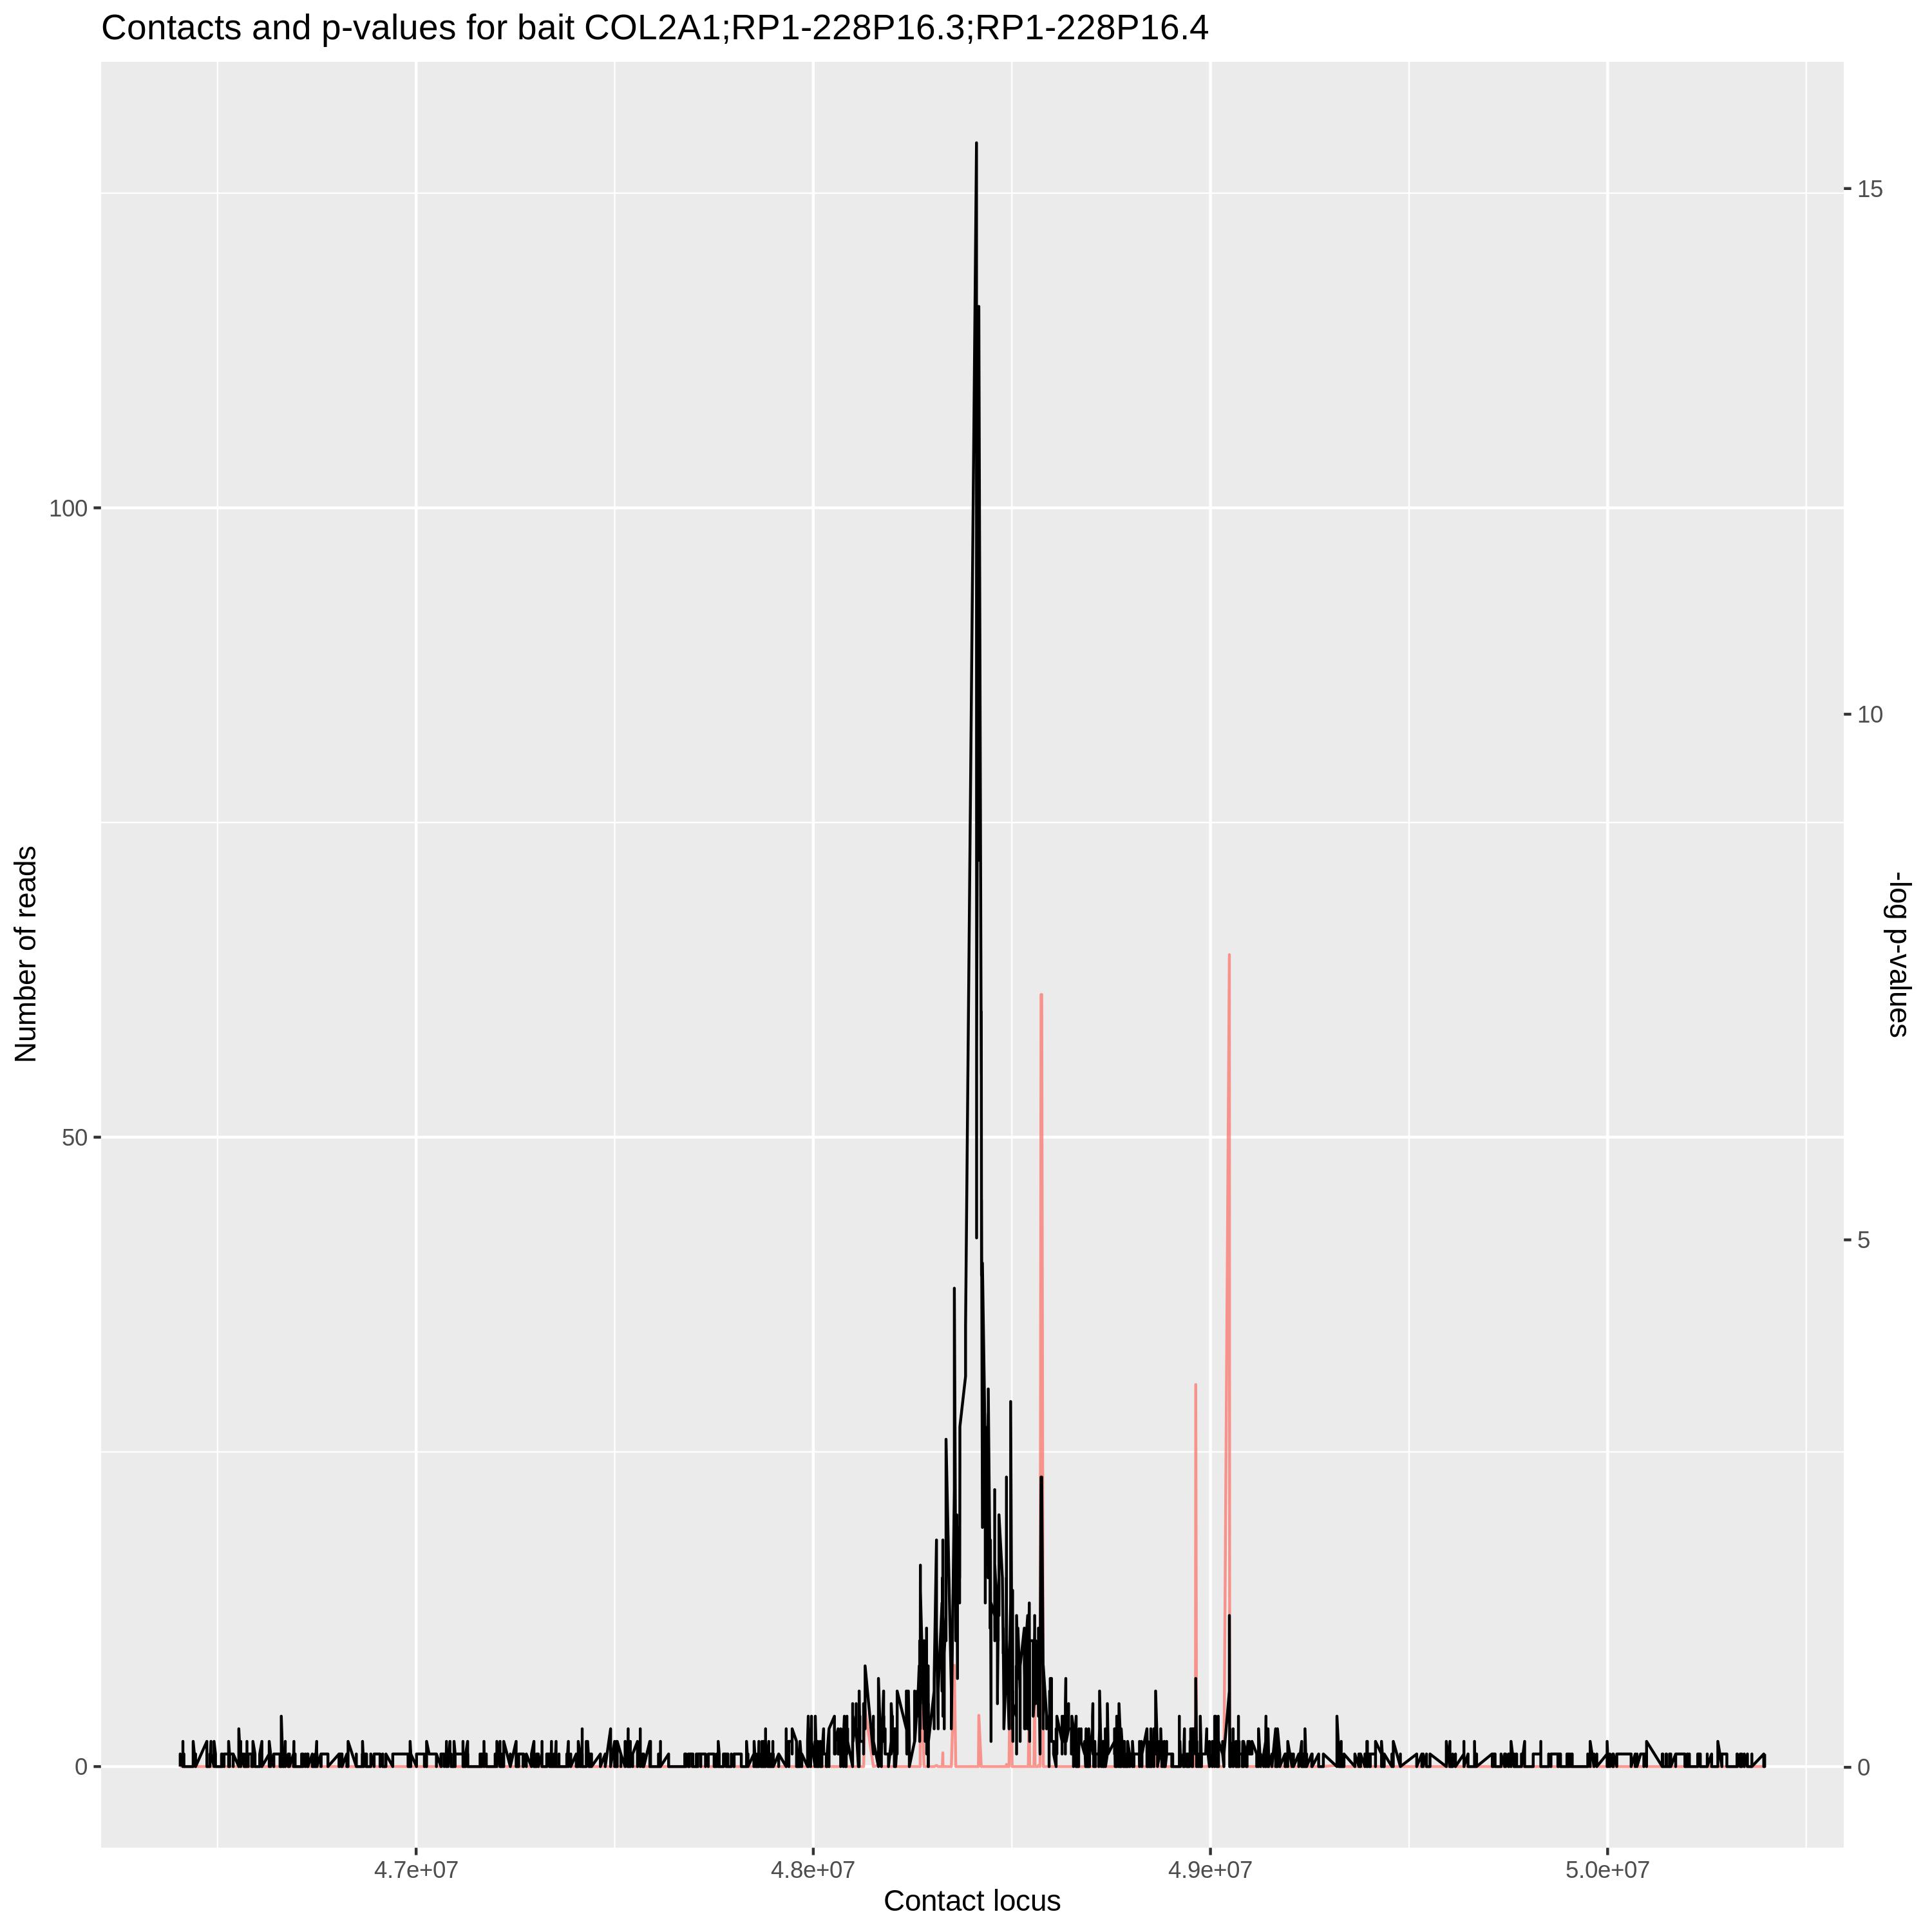 Contacts and p-values for bait COL2A1;RP1-228P16.3;RP1-228P16.4
Number of reads
100
50
0
15
10
5
0
-log p-values
4.7e+07
4.8e+07
4.9e+07
5.0e+07
Contact locus